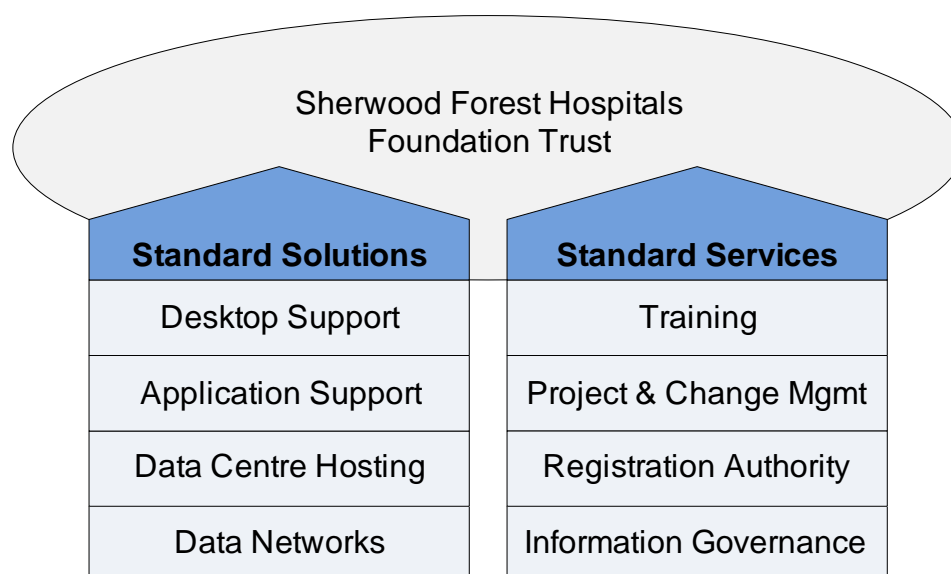 Sherwood Forest Hospitals
Foundation Trust
Standard Solutions
Desktop Support
Application Support
Data Centre Hosting
Data Networks
Standard Services
Training
Project & Change Mgmt
Registration Authority
Information Governance